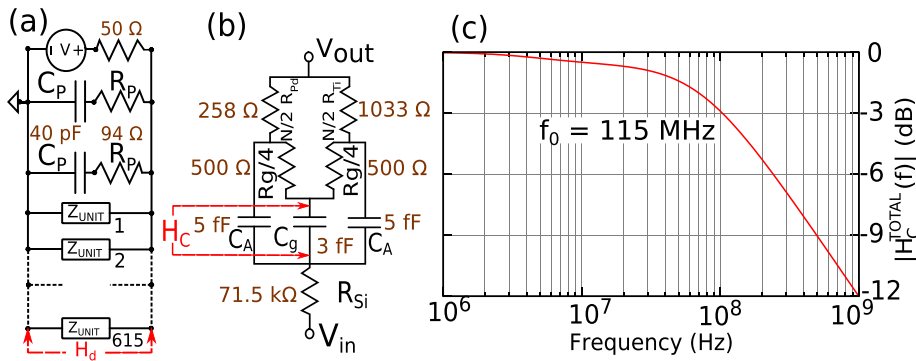 (a)
V+
50 Ω
C_P
R_P
40 pF
94 Ω
C_P
R_P
Z_UNIT 1
Z_UNIT 2
Z_UNIT 615
H_d
(b)
V_out
258 Ω
N/2 R_Pd
N/2 R_Ti
1033 Ω
500 Ω
Rg/4
Rg/4
500 Ω
H_C
5 fF
C_A
C_g
3 fF
5 fF
C_A
71.5 kΩ
R_Si
V_in
(c)
f_0 = 115 MHz
0
-3
-6
-9
-12
|H_C^TOTAL(f)| (dB)
10^6
10^7
10^8
10^9
Frequency (Hz)